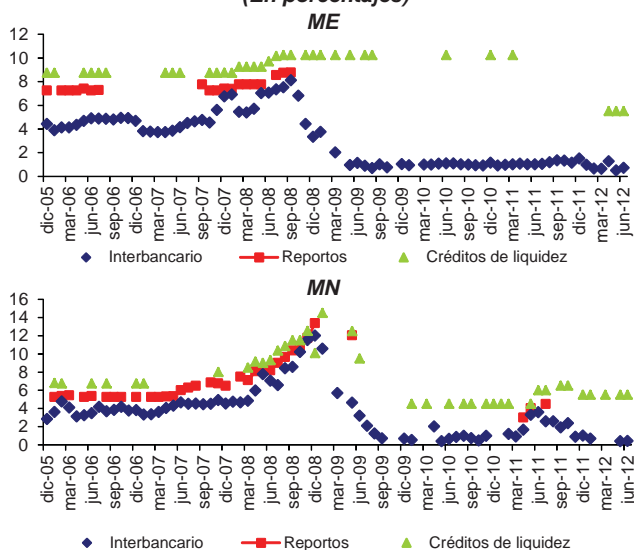 (En porcentajes)
ME
12
10
8
6
4
2
0
dic-05
mar-06
jun-06
sep-06
dic-06
mar-07
jun-07
sep-07
dic-07
mar-08
jun-08
sep-08
dic-08
mar-09
jun-09
sep-09
dic-09
mar-10
jun-10
sep-10
dic-10
mar-11
jun-11
sep-11
dic-11
mar-12
jun-12
Interbancario Reportos Créditos de liquidez
MN
16
14
12
10
8
6
4
2
0
dic-05
mar-06
jun-06
sep-06
dic-06
mar-07
jun-07
sep-07
dic-07
mar-08
jun-08
sep-08
dic-08
mar-09
jun-09
sep-09
dic-09
mar-10
jun-10
sep-10
dic-10
mar-11
jun-11
sep-11
dic-11
mar-12
jun-12
Interbancario Reportos Créditos de liquidez